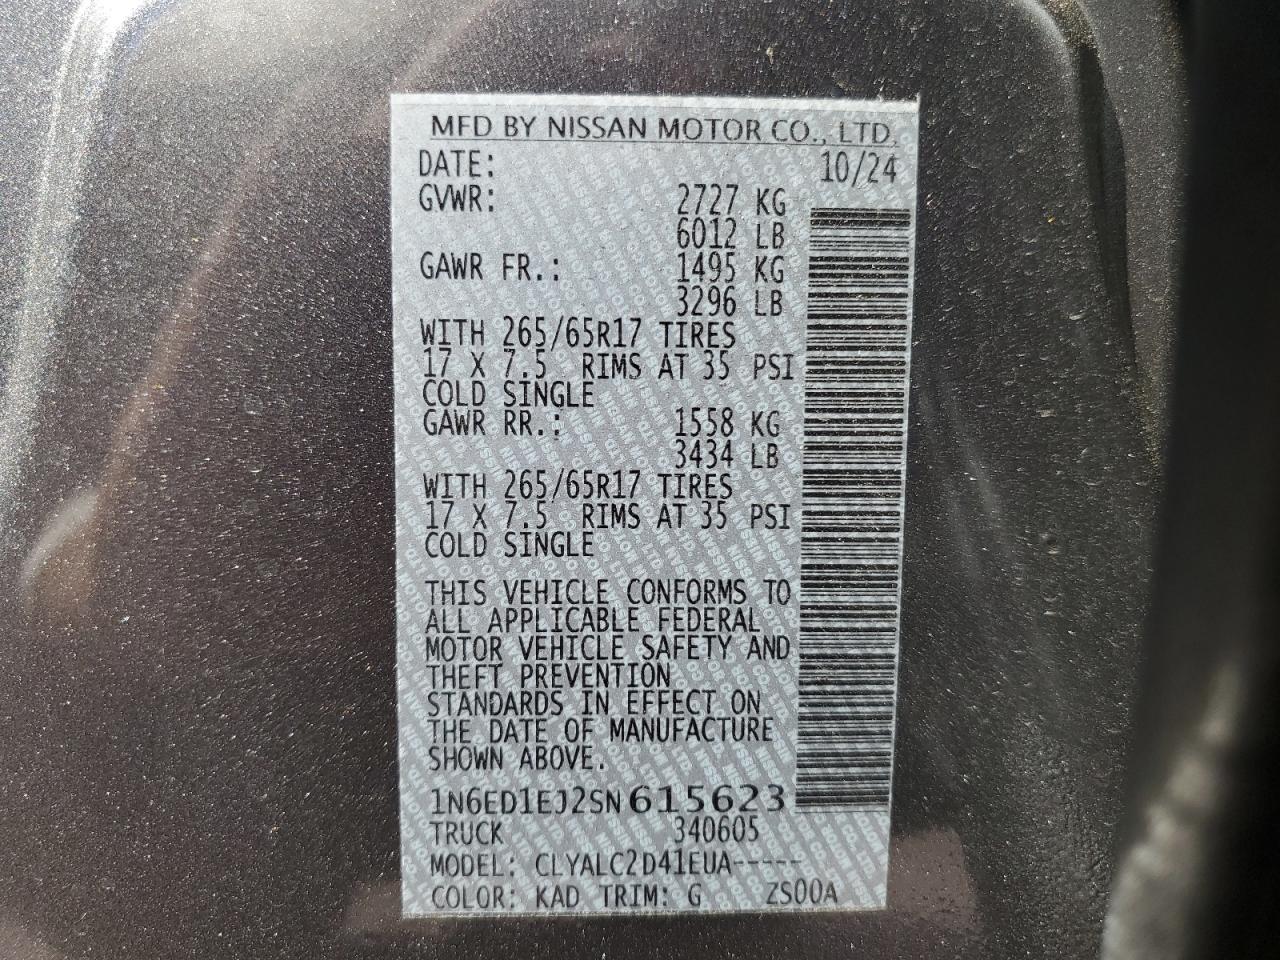 MFD BY NISSAN MOTOR CO., LTD.
DATE: 10/24
GVWR: 2727 KG
6012 LB
GAWR FR.: 1495 KG
3296 LB
WITH 265/65R17 TIRES
17 X 7.5 RIMS AT 35 PSI
COLD SINGLE
GAWR RR.: 1558 KG
3434 LB
WITH 265/65R17 TIRES
17 X 7.5 RIMS AT 35 PSI
COLD SINGLE
THIS VEHICLE CONFORMS TO
ALL APPLICABLE FEDERAL
MOTOR VEHICLE SAFETY AND
THEFT PREVENTION
STANDARDS IN EFFECT ON
THE DATE OF MANUFACTURE
SHOWN ABOVE.
1N6ED1EJ2SN615623
TRUCK 340605
MODEL: CLYALC2D41EUA-----
COLOR: KAD TRIM: G ZS00A